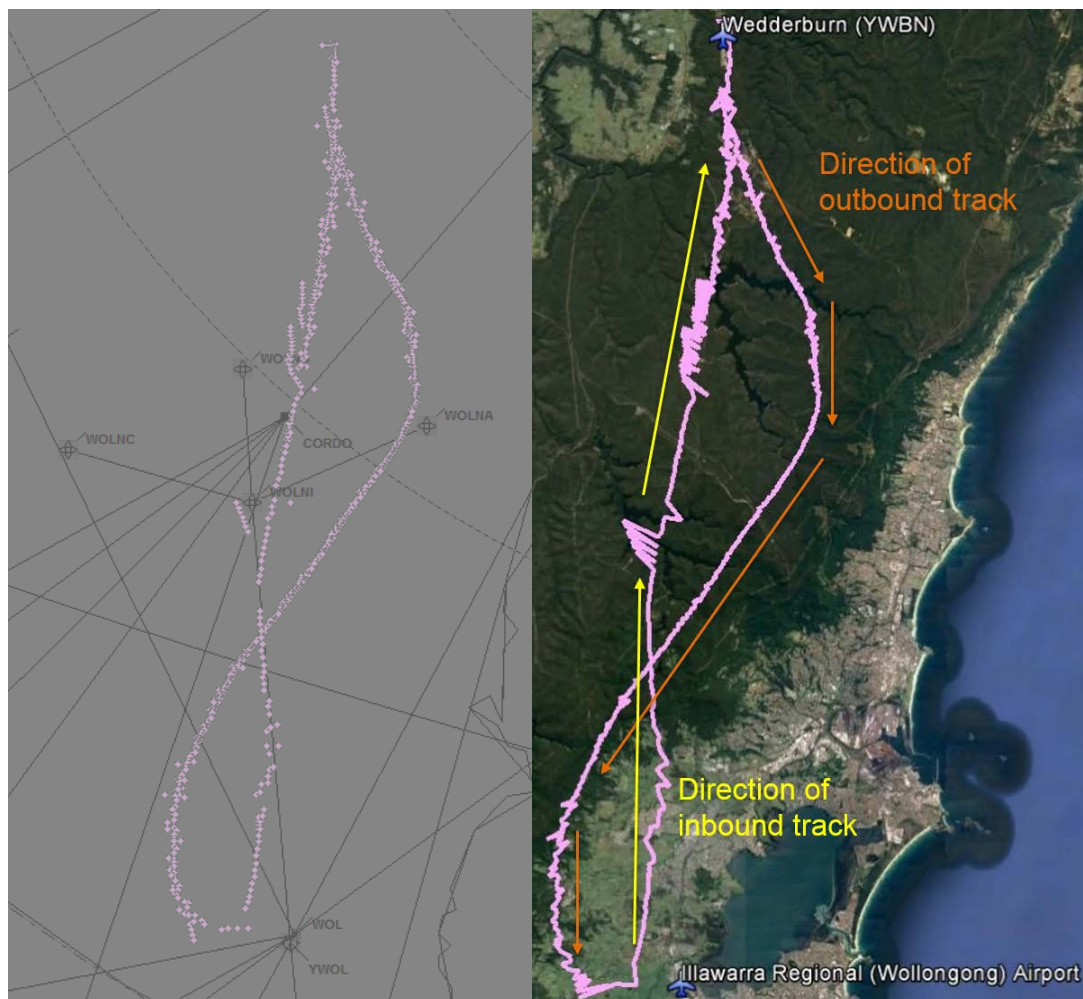 WOLNC
CORDO
WOLNA
WOLNI
WOL
YWOL
Wedderburn (YWBN)
Direction of
outbound track
Direction of
inbound track
Illawarra Regional (Wollongong) Airport